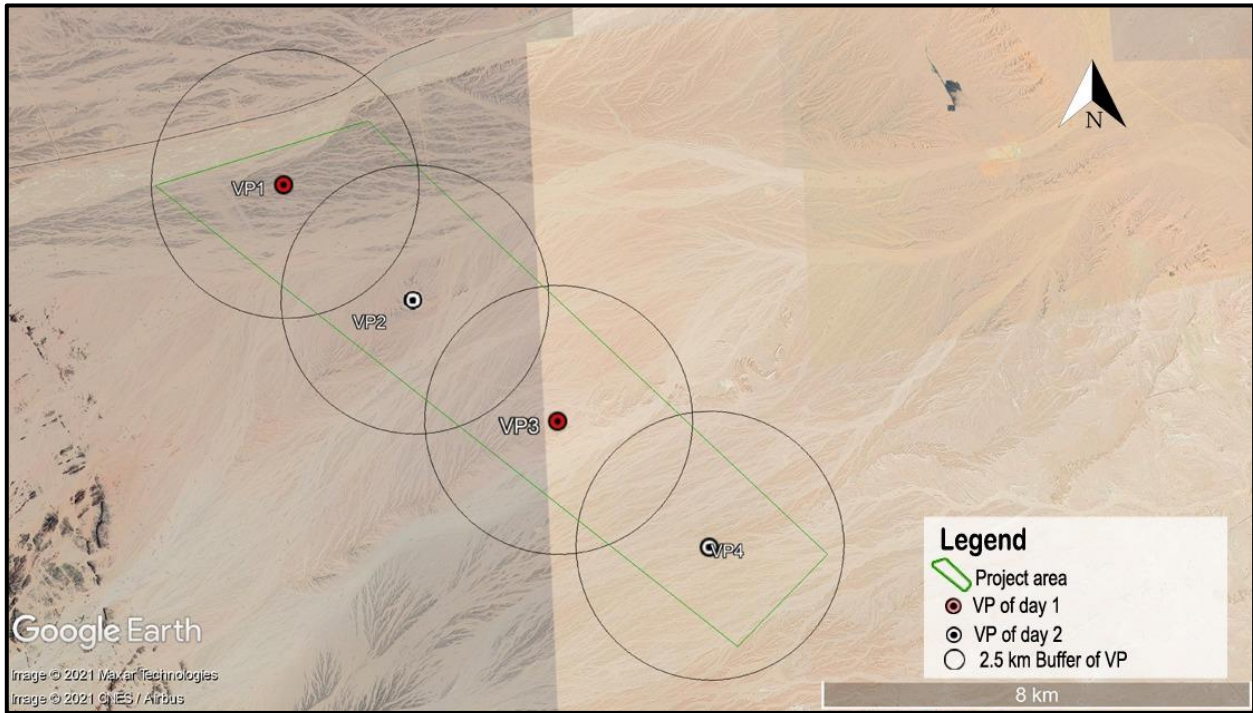 VP1
N
VP2
VP3
VP4
Legend
Project area
VP of day 1
VP of day 2
2.5 km Buffer of VP
Google Earth
Image © 2021 Maxar Technologies
Image © 2021 CNES / Airbus
8 km